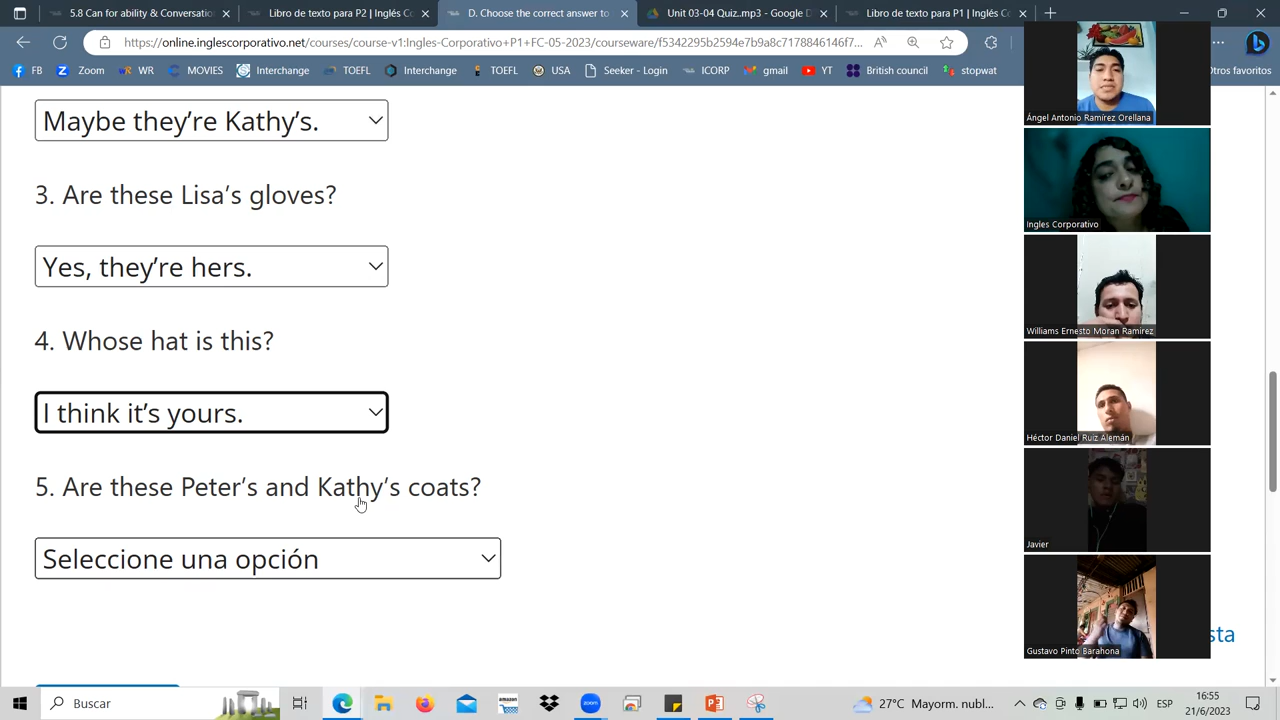 5.8 Can for ability & Conversatio
Libro de texto para P2 | Inglés C
D. Choose the correct answer to
Unit 03-04 Quiz..mp3 - Google D
Libro de texto para P1 | Inglés Co
https://online.inglescorporativo.net/courses/course-v1:Ingles-Corporativo+P1+FC-05-2023/courseware/f5342295b2594e7b9a8c7178846146f7...
FB
Zoom
WR
MOVIES
Interchange
TOEFL
Interchange
TOEFL
USA
Seeker - Login
ICORP
gmail
YT
British council
stopwat
Otros favoritos
Maybe they're Kathy's.
3. Are these Lisa's gloves?
Yes, they're hers.
4. Whose hat is this?
I think it's yours.
5. Are these Peter's and Kathy's coats?
Seleccione una opción
sta
Ángel Antonio Ramírez Orellana
Ingles Corporativo
Williams Ernesto Moran Ramirez
Héctor Daniel Ruiz Alemán
Javier
Gustavo Pinto Barahona
Buscar
27°C Mayorm. nubl...
ESP
16:55
21/6/2023